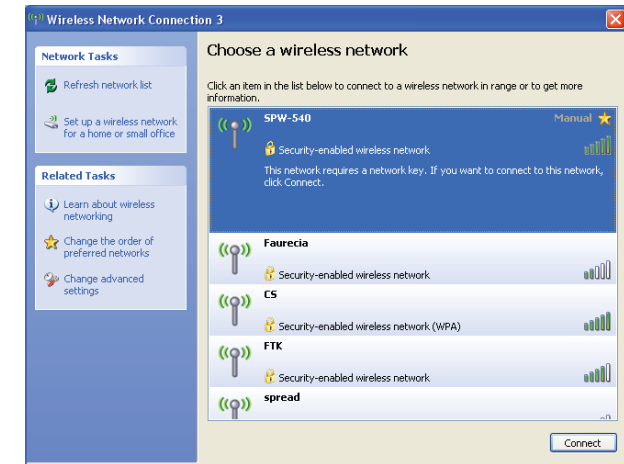 Wireless Network Connection 3
Network Tasks
Refresh network list
Set up a wireless network
for a home or small office
Related Tasks
Learn about wireless
networking
Change the order of
preferred networks
Change advanced
settings
Choose a wireless network
Click an item in the list below to connect to a wireless network in range or to get more
information.
SPW-540
Manual
Security-enabled wireless network
This network requires a network key. If you want to connect to this network,
click Connect.
Faurecia
Security-enabled wireless network
CS
Security-enabled wireless network (WPA)
FTK
Security-enabled wireless network
spread
Connect